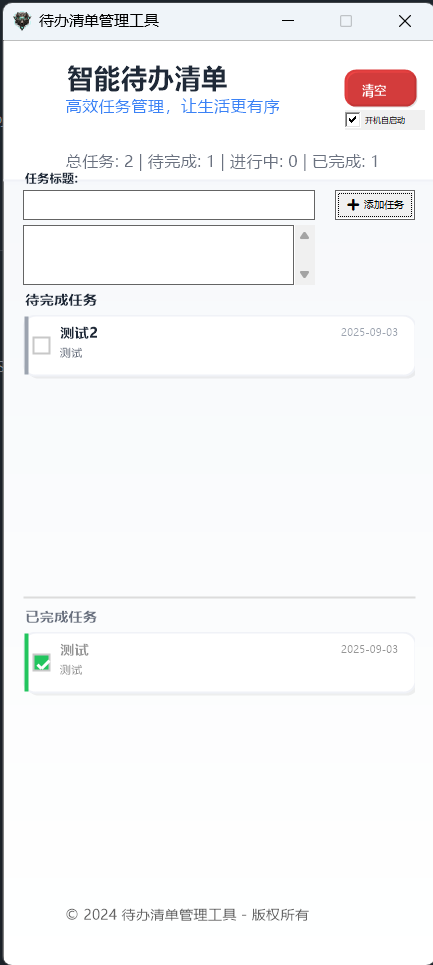 待办清单管理工具
智能待办清单
高效任务管理，让生活更有序
清空
开机自启动
总任务: 2 | 待完成: 1 | 进行中: 0 | 已完成: 1
任务标题:
添加任务
待完成任务
测试2
2025-09-03
测试
已完成任务
测试
2025-09-03
测试
© 2024 待办清单管理工具 - 版权所有